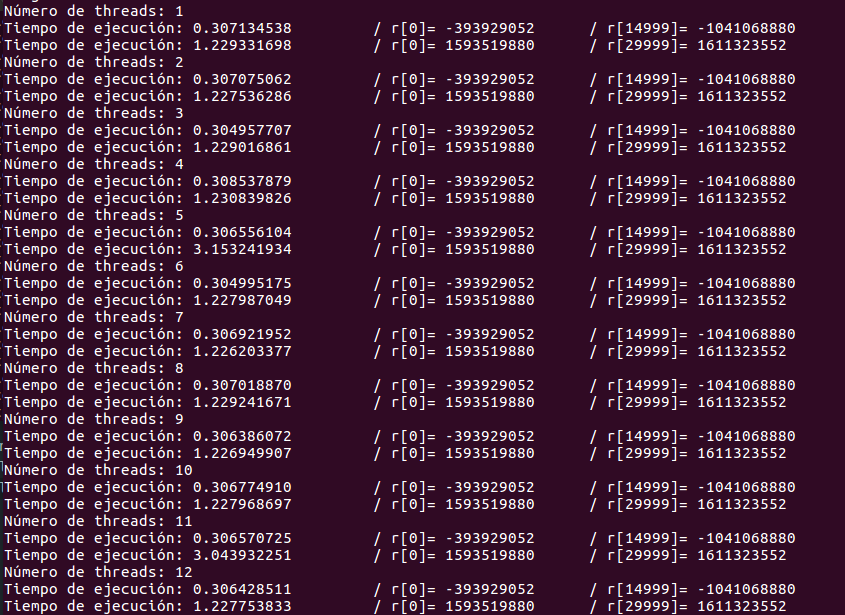 Número de threads: 1
Tiempo de ejecución: 0.307134538 / r[0]= -393929052 / r[14999]= -1041068880
Tiempo de ejecución: 1.229331698 / r[0]= 1593519880 / r[29999]= 1611323552
Número de threads: 2
Tiempo de ejecución: 0.307075062 / r[0]= -393929052 / r[14999]= -1041068880
Tiempo de ejecución: 1.227536286 / r[0]= 1593519880 / r[29999]= 1611323552
Número de threads: 3
Tiempo de ejecución: 0.304957707 / r[0]= -393929052 / r[14999]= -1041068880
Tiempo de ejecución: 1.229016861 / r[0]= 1593519880 / r[29999]= 1611323552
Número de threads: 4
Tiempo de ejecución: 0.308537879 / r[0]= -393929052 / r[14999]= -1041068880
Tiempo de ejecución: 1.230839826 / r[0]= 1593519880 / r[29999]= 1611323552
Número de threads: 5
Tiempo de ejecución: 0.306556104 / r[0]= -393929052 / r[14999]= -1041068880
Tiempo de ejecución: 3.153241934 / r[0]= 1593519880 / r[29999]= 1611323552
Número de threads: 6
Tiempo de ejecución: 0.304995175 / r[0]= -393929052 / r[14999]= -1041068880
Tiempo de ejecución: 1.227987049 / r[0]= 1593519880 / r[29999]= 1611323552
Número de threads: 7
Tiempo de ejecución: 0.306921952 / r[0]= -393929052 / r[14999]= -1041068880
Tiempo de ejecución: 1.226203377 / r[0]= 1593519880 / r[29999]= 1611323552
Número de threads: 8
Tiempo de ejecución: 0.307018870 / r[0]= -393929052 / r[14999]= -1041068880
Tiempo de ejecución: 1.229241671 / r[0]= 1593519880 / r[29999]= 1611323552
Número de threads: 9
Tiempo de ejecución: 0.306386072 / r[0]= -393929052 / r[14999]= -1041068880
Tiempo de ejecución: 1.226949907 / r[0]= 1593519880 / r[29999]= 1611323552
Número de threads: 10
Tiempo de ejecución: 0.306774910 / r[0]= -393929052 / r[14999]= -1041068880
Tiempo de ejecución: 1.227968697 / r[0]= 1593519880 / r[29999]= 1611323552
Número de threads: 11
Tiempo de ejecución: 0.306570725 / r[0]= -393929052 / r[14999]= -1041068880
Tiempo de ejecución: 3.043932251 / r[0]= 1593519880 / r[29999]= 1611323552
Número de threads: 12
Tiempo de ejecución: 0.306428511 / r[0]= -393929052 / r[14999]= -1041068880
Tiempo de ejecución: 1.227753833 / r[0]= 1593519880 / r[29999]= 1611323552